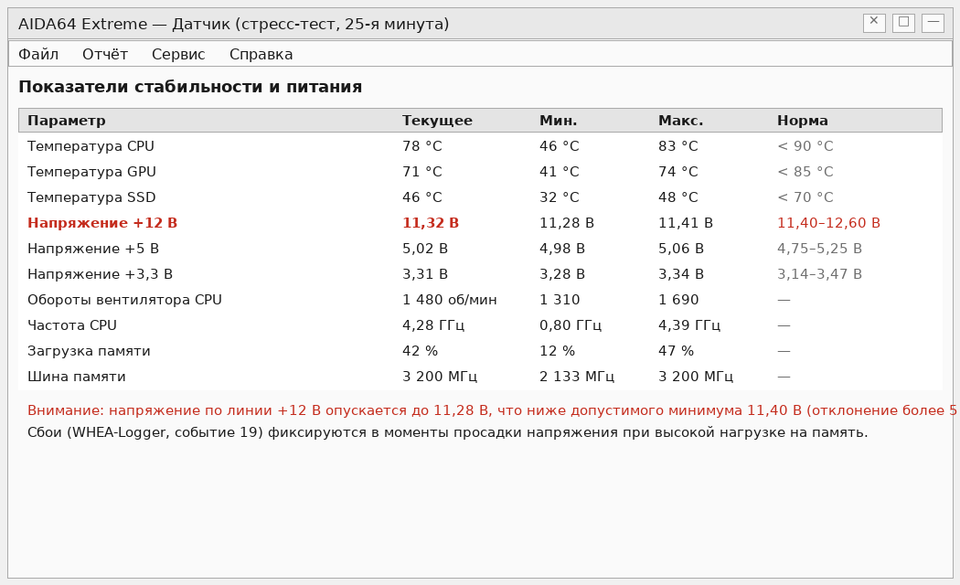 AIDA64 Extreme — Датчик (стресс-тест, 25-я минута)
Файл Отчёт Сервис Справка
Показатели стабильности и питания
Параметр Текущее Мин. Макс. Норма
Температура CPU 78 °C 46 °C 83 °C < 90 °C
Температура GPU 71 °C 41 °C 74 °C < 85 °C
Температура SSD 46 °C 32 °C 48 °C < 70 °C
Напряжение +12 В 11,32 В 11,28 В 11,41 В 11,40–12,60 В
Напряжение +5 В 5,02 В 4,98 В 5,06 В 4,75–5,25 В
Напряжение +3,3 В 3,31 В 3,28 В 3,34 В 3,14–3,47 В
Обороты вентилятора CPU 1 480 об/мин 1 310 1 690 —
Частота CPU 4,28 ГГц 0,80 ГГц 4,39 ГГц —
Загрузка памяти 42 % 12 % 47 % —
Шина памяти 3 200 МГц 2 133 МГц 3 200 МГц —
Внимание: напряжение по линии +12 В опускается до 11,28 В, что ниже допустимого минимума 11,40 В (отклонение более 5
Сбои (WHEA-Logger, событие 19) фиксируются в моменты просадки напряжения при высокой нагрузке на память.